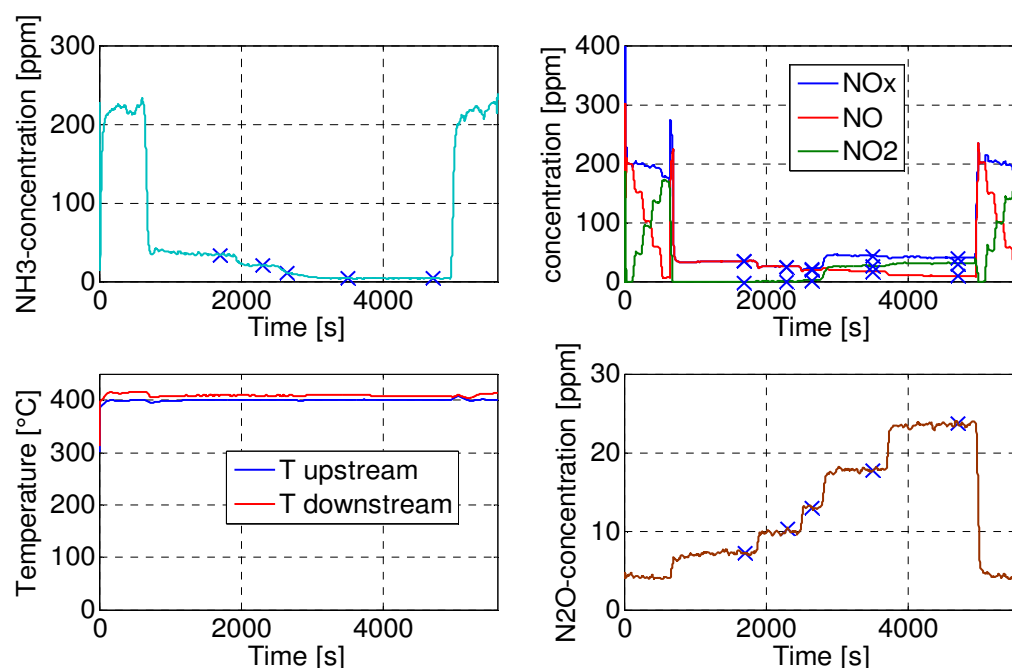 NH3-concentration [ppm]
300
200
100
0
0
2000
4000
Time [s]
concentration [ppm]
400
300
200
100
0
0
2000
4000
Time [s]
NOx
NO
NO2
Temperature [°C]
400
300
200
100
0
0
2000
4000
Time [s]
T upstream
T downstream
N2O-concentration [ppm]
30
20
10
0
0
2000
4000
Time [s]